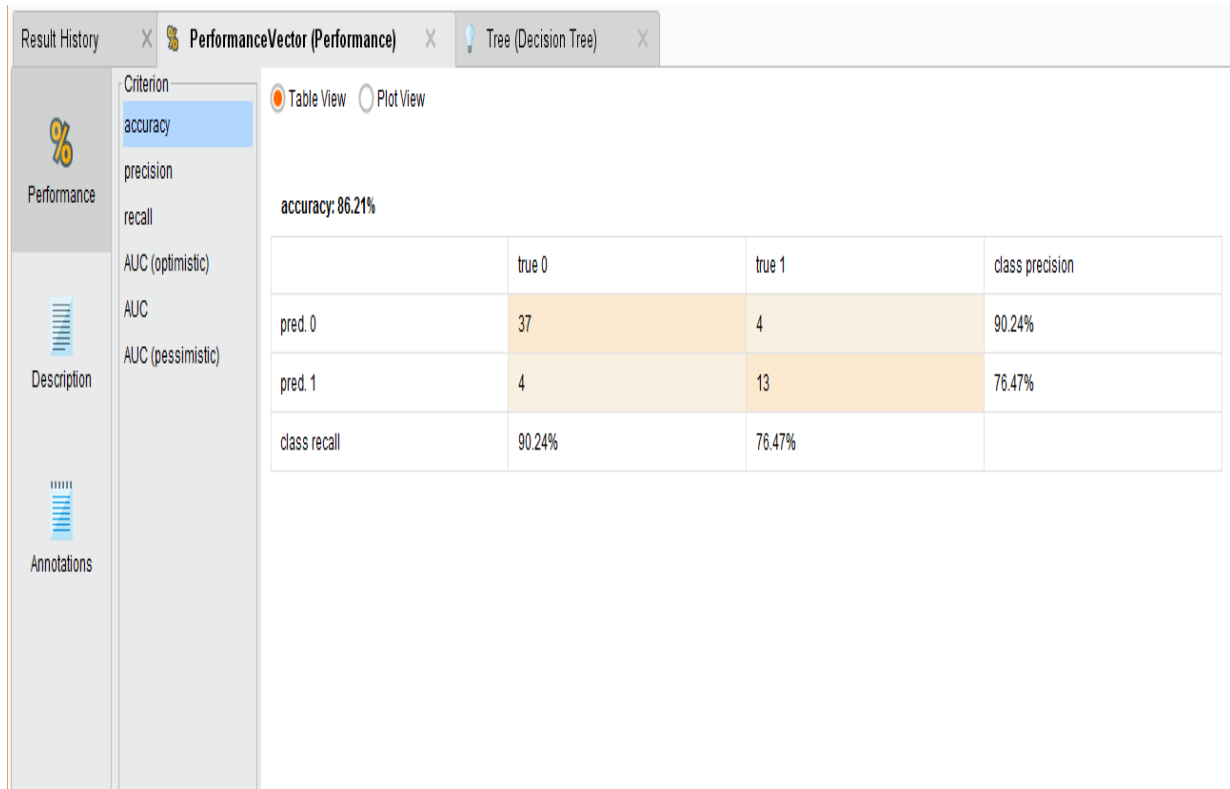 Result History
PerformanceVector (Performance)
Tree (Decision Tree)
Performance
Description
Annotations
Criterion
accuracy
precision
recall
AUC (optimistic)
AUC
AUC (pessimistic)
Table View Plot View
accuracy: 86.21%
true 0 true 1 class precision
pred. 0 37 4 90.24%
pred. 1 4 13 76.47%
class recall 90.24% 76.47%